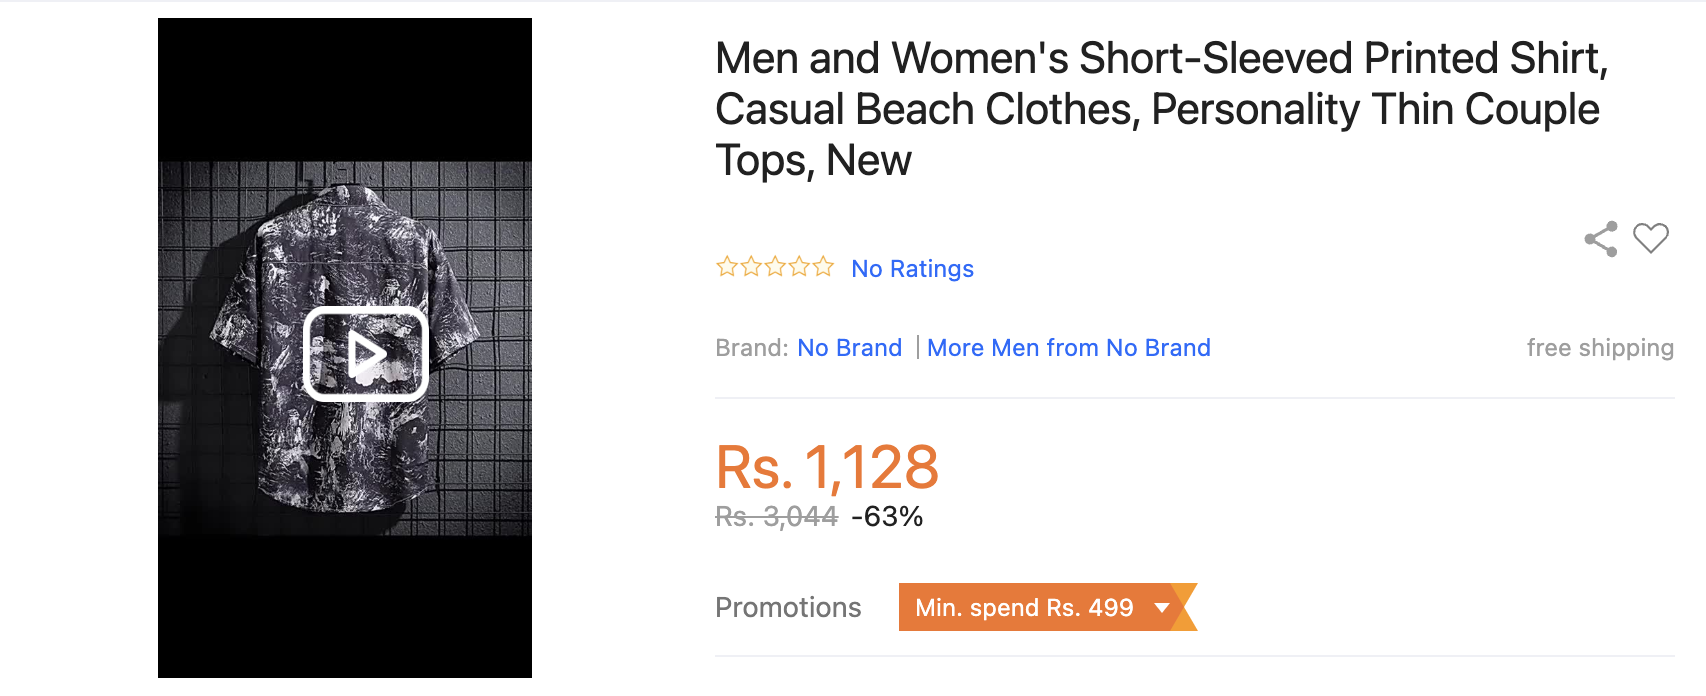 Men and Women's Short-Sleeved Printed Shirt,
Casual Beach Clothes, Personality Thin Couple
Tops, New
No Ratings
Brand: No Brand | More Men from No Brand
free shipping
Rs. 1,128
Rs. 3,044 -63%
Promotions
Min. spend Rs. 499